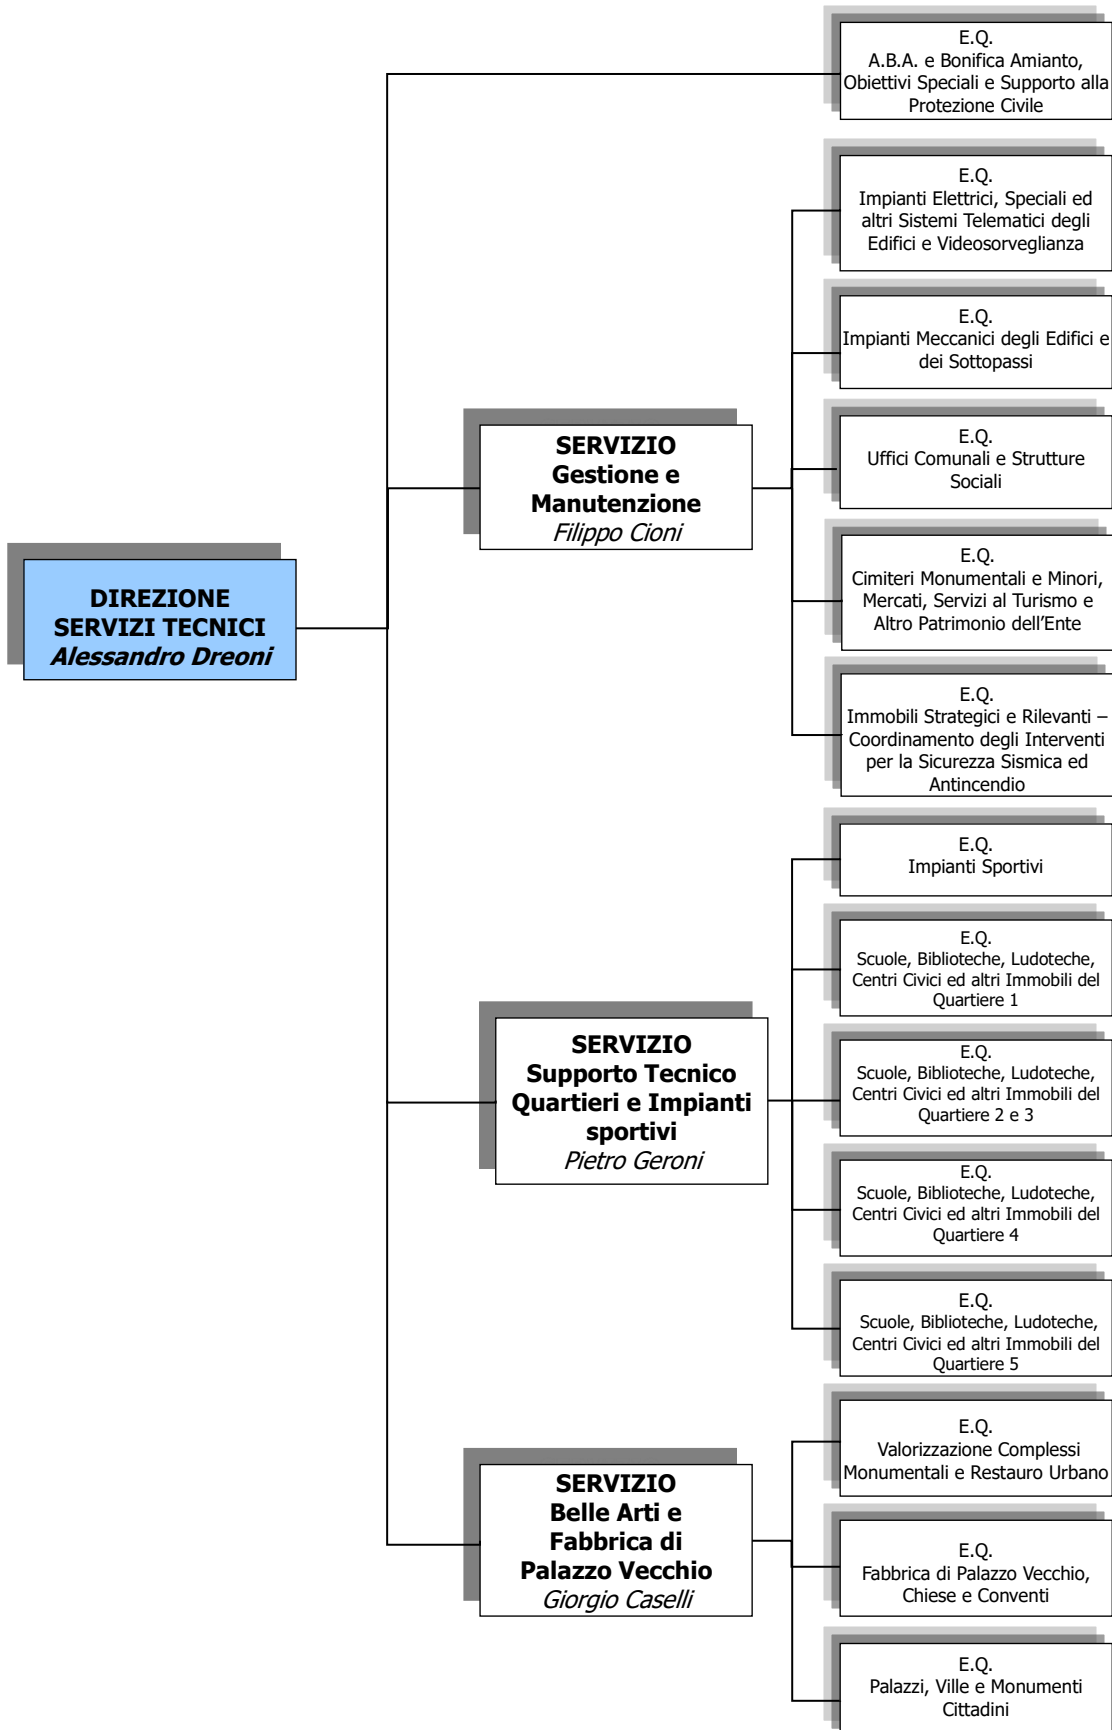 E.Q.
A.B.A. e Bonifica Amianto,
Obiettivi Speciali e Supporto alla
Protezione Civile
E.Q.
Impianti Elettrici, Speciali ed
altri Sistemi Telematici degli
Edifici e Videosorveglianza
E.Q.
Impianti Meccanici degli Edifici e
dei Sottopassi
SERVIZIO
Gestione e
Manutenzione
Filippo Cioni
E.Q.
Uffici Comunali e Strutture
Sociali
E.Q.
Cimiteri Monumentali e Minori,
Mercati, Servizi al Turismo e
Altro Patrimonio dell’Ente
DIREZIONE
SERVIZI TECNICI
Alessandro Dreoni
E.Q.
Immobili Strategici e Rilevanti –
Coordinamento degli Interventi
per la Sicurezza Sismica ed
Antincendio
E.Q.
Impianti Sportivi
E.Q.
Scuole, Biblioteche, Ludoteche,
Centri Civici ed altri Immobili del
Quartiere 1
SERVIZIO
Supporto Tecnico
Quartieri e Impianti
sportivi
Pietro Geroni
E.Q.
Scuole, Biblioteche, Ludoteche,
Centri Civici ed altri Immobili del
Quartiere 2 e 3
E.Q.
Scuole, Biblioteche, Ludoteche,
Centri Civici ed altri Immobili del
Quartiere 4
E.Q.
Scuole, Biblioteche, Ludoteche,
Centri Civici ed altri Immobili del
Quartiere 5
E.Q.
Valorizzazione Complessi
Monumentali e Restauro Urbano
SERVIZIO
Belle Arti e
Fabbrica di
Palazzo Vecchio
Giorgio Caselli
E.Q.
Fabbrica di Palazzo Vecchio,
Chiese e Conventi
E.Q.
Palazzi, Ville e Monumenti
Cittadini